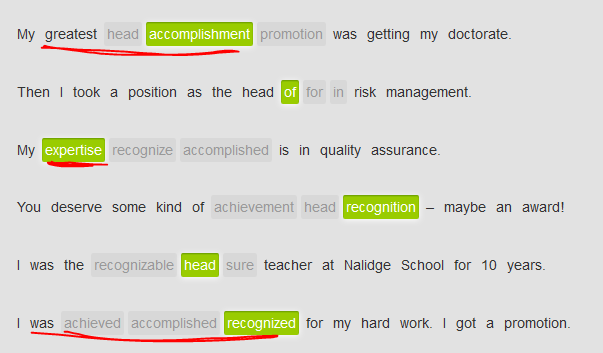 My greatest head accomplishment promotion was getting my doctorate.
Then I took a position as the head of for in risk management.
My expertise recognize accomplished is in quality assurance.
You deserve some kind of achievement head recognition – maybe an award!
I was the recognizable head sure teacher at Nalidge School for 10 years.
I was achieved accomplished recognized for my hard work. I got a promotion.